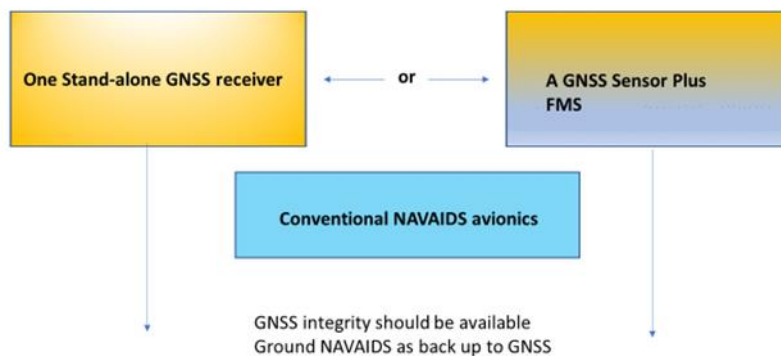 One Stand-alone GNSS receiver
or
A GNSS Sensor Plus
FMS
Conventional NAVAIDS avionics
GNSS integrity should be available
Ground NAVAIDS as back up to GNSS